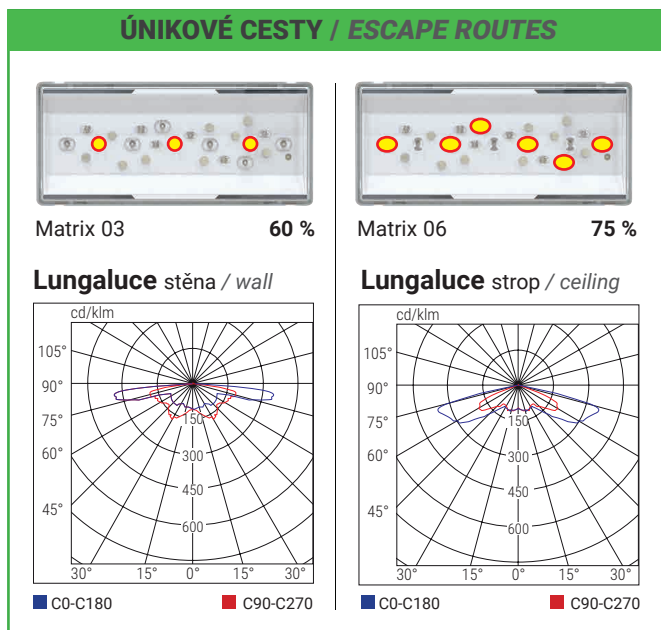 ÚNIKOVÉ CESTY / ESCAPE ROUTES
Matrix 03 60 %
Lungaluce stěna / wall
cd/klm
105°
90°
75°
60°
45°
150
300
450
600
30° 15° 0° 15° 30°
C0-C180 C90-C270
Matrix 06 75 %
Lungaluce strop / ceiling
cd/klm
105°
90°
75°
60°
45°
150
300
450
600
30° 15° 0° 15° 30°
C0-C180 C90-C270